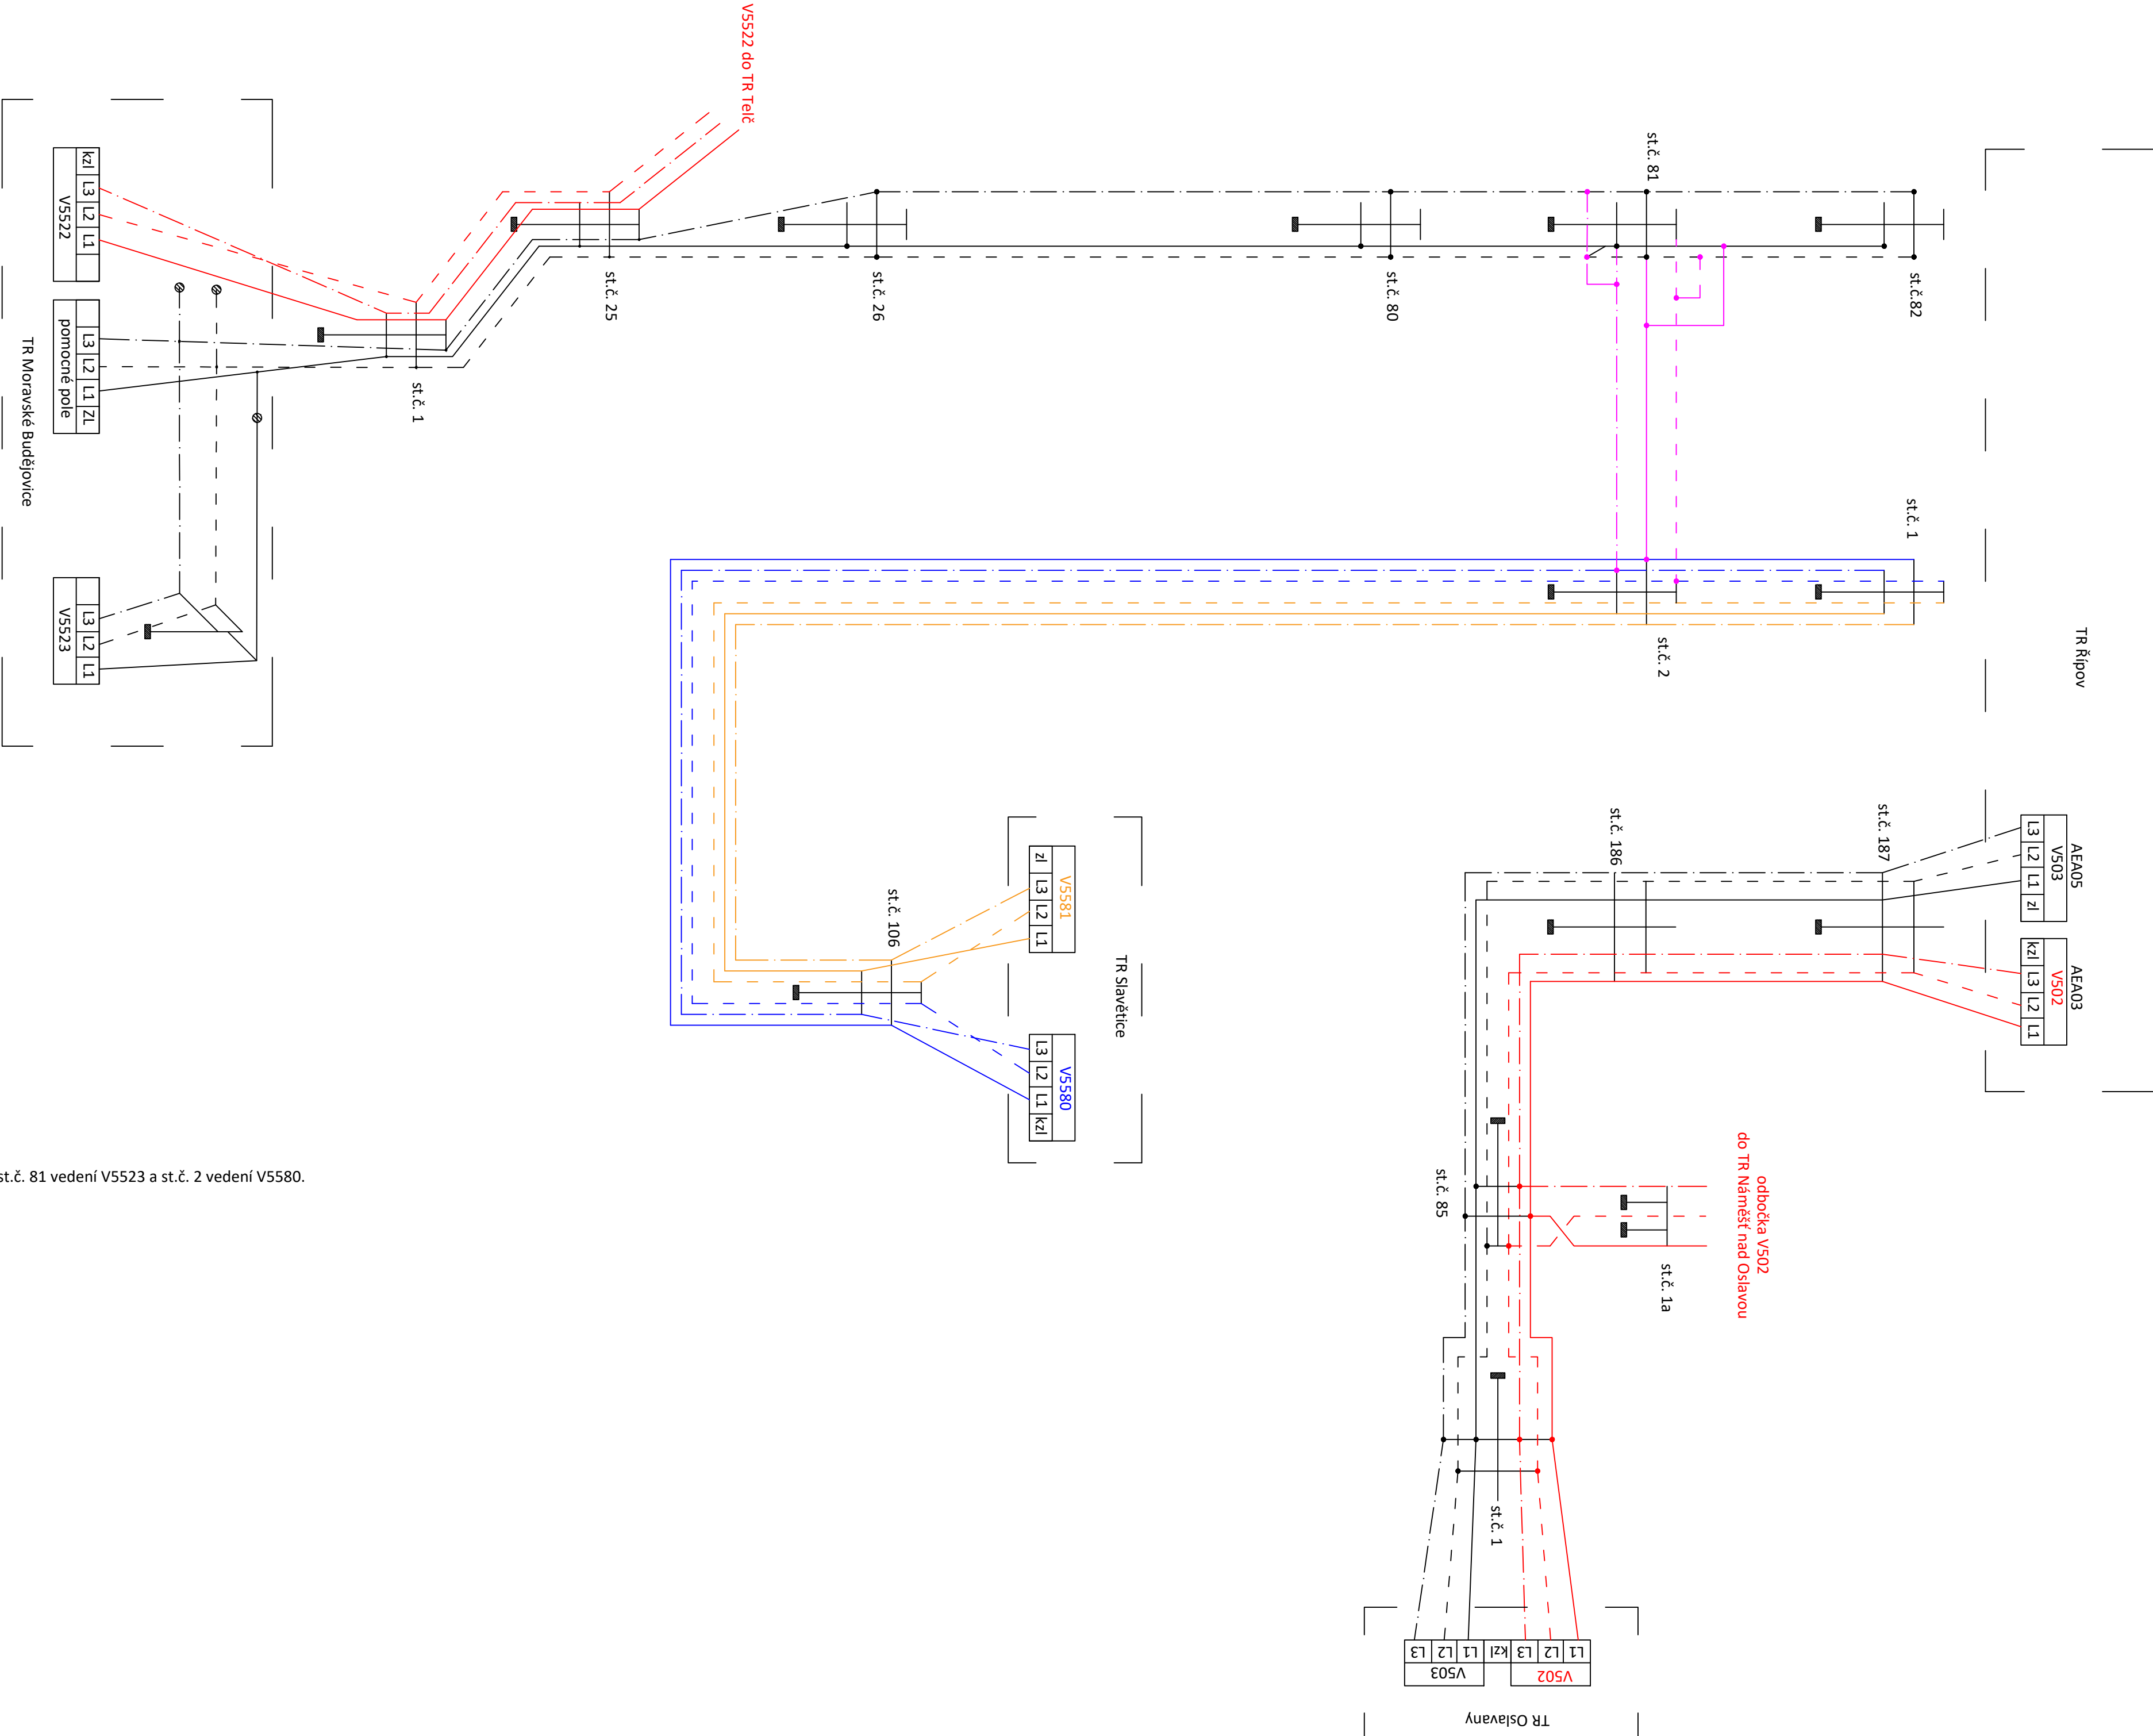 V5522 do TR Telč
st.č. 81
st.č.82
st.č. 80
st.č. 26
st.č. 25
st.č. 1
kzl L3 L2 L1
V5522
L3 L2 L1 ZL
pomocné pole
TR Moravské Budějovice
L3 L2 L1
V5523
st.č. 1
st.č. 2
TR Řípov
AEA05
V503
L3 L2 L1 zl
AEA03
V502
kzl L3 L2 L1
st.č. 187
st.č. 186
TR Slavětice
V5581
zl L3 L2 L1
V5580
L3 L2 L1 kzl
st.č. 106
odbočka V502
do TR Náměšť nad Oslavou
st.č. 1a
st.č. 85
st.č. 1
L3 L2 L1 kzl L3 L2 L1
V503 V502
TR Oslavany
st.č. 81 vedení V5523 a st.č. 2 vedení V5580.